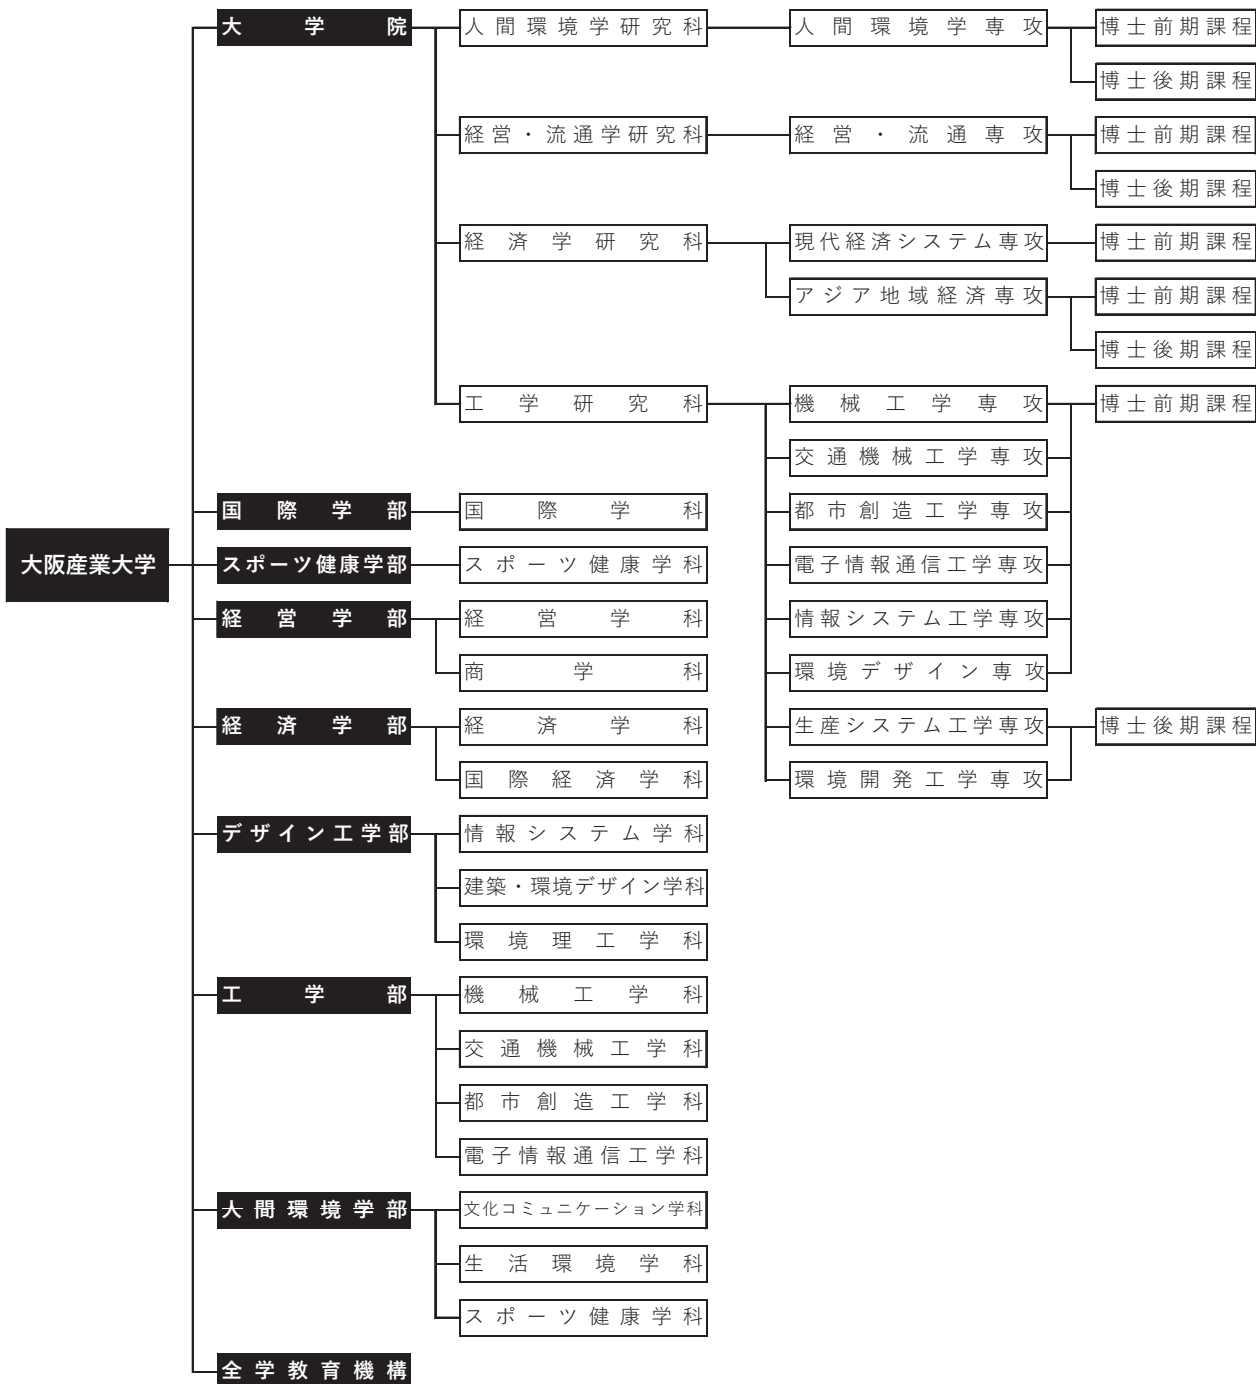 大学院
人間環境学研究科
人間環境学専攻
博士前期課程
博士後期課程
経営・流通学研究科
経営・流通専攻
博士前期課程
博士後期課程
経済学研究科
現代経済システム専攻
博士前期課程
アジア地域経済専攻
博士前期課程
博士後期課程
工学研究科
機械工学専攻
博士前期課程
交通機械工学専攻
都市創造工学専攻
電子情報通信工学専攻
情報システム工学専攻
環境デザイン専攻
生産システム工学専攻
博士後期課程
環境開発工学専攻
大阪産業大学
国際学部
国際学科
スポーツ健康学部
スポーツ健康学科
経営学部
経営学科
商学科
経済学部
経済学科
国際経済学科
デザイン工学部
情報システム学科
建築・環境デザイン学科
環境理工学科
工学部
機械工学科
交通機械工学科
都市創造工学科
電子情報通信工学科
人間環境学部
文化コミュニケーション学科
生活環境学科
スポーツ健康学科
全学教育機構